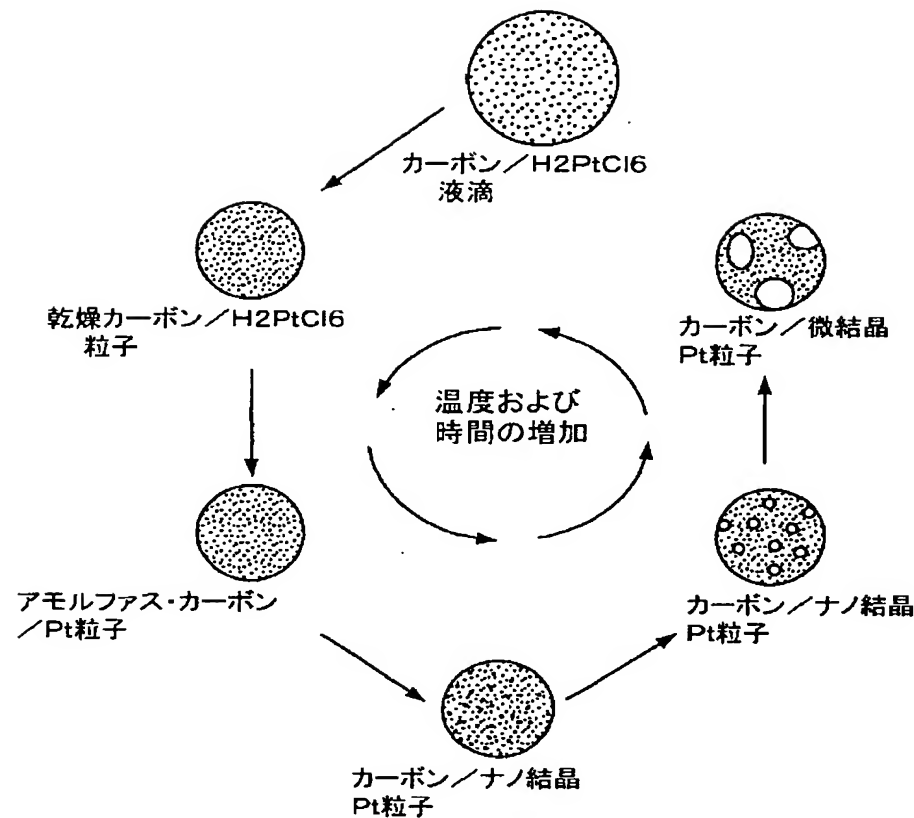 カーボン／H2PtCl6
液滴
乾燥カーボン／H2PtCl6
粒子
カーボン／微結晶
Pt粒子
温度および
時間の増加
アモルファス・カーボン
／Pt粒子
カーボン／ナノ結晶
Pt粒子
カーボン／ナノ結晶
Pt粒子